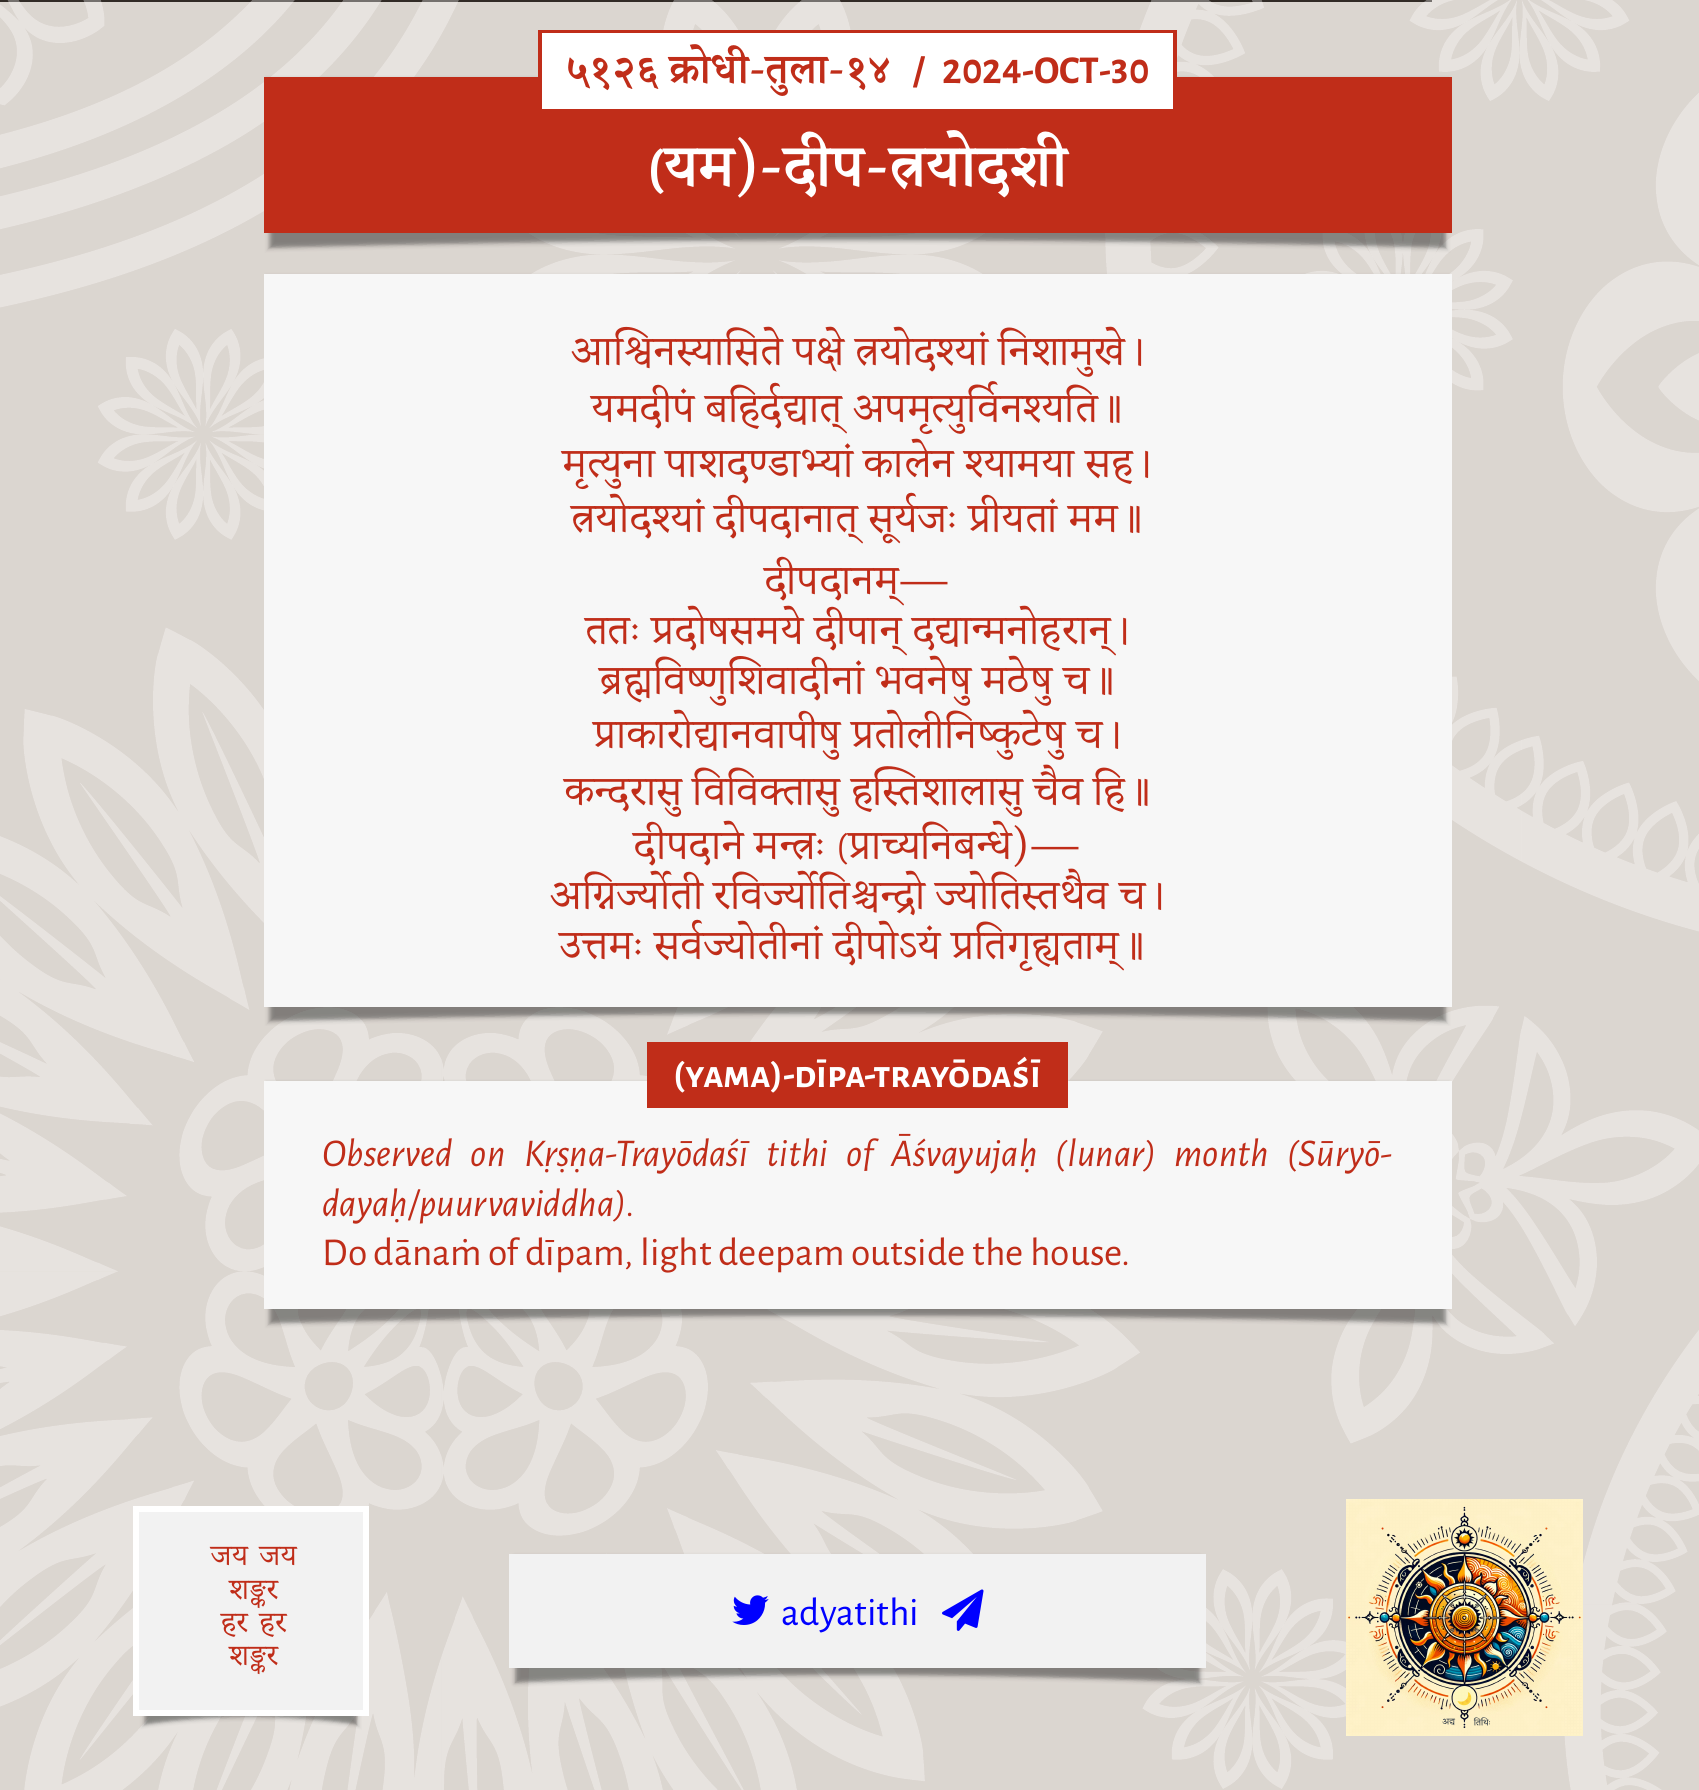 ५१२६ क्रोधी-तुला-१४ / 2024-OCT-30
(यम)-दीप-त्रयोदशी
आश्विनस्यासिते पक्षे त्रयोदश्यां निशामुखे।
यमदीपं बहिर्दद्यात् अपमृत्युर्विनश्यति॥
मृत्युना पाशदण्डाभ्यां कालेन श्यामया सह।
त्रयोदश्यां दीपदानात् सूर्यजः प्रीयतां मम॥
दीपदानम्—
ततः प्रदोषसमये दीपान् दद्यान्मनोहरान्।
ब्रह्मविष्णुशिवादीनां भवनेषु मठेषु च॥
प्राकारोद्यानवापीषु प्रतोलीनिष्कुटेषु च।
कन्दरासु विविक्तासु हस्तिशालासु चैव हि॥
दीपदाने मन्त्रः (प्राच्यनिबन्धे)—
अग्निर्ज्योती रविर्ज्योतिश्चन्द्रो ज्योतिस्तथैव च।
उत्तमः सर्वज्योतीनां दीपोऽयं प्रतिगृह्यताम्॥
(YAMA)-DĪPA-TRAYŌDAŚĪ
Observed on Kṛṣṇa-Trayōdaśī tithi of Āśvayujaḥ (lunar) month (Sūryō-
dayaḥ/puurvaviddha).
Do dānaṁ of dīpam, light deepam outside the house.
जय जय
शङ्कर
हर हर
शङ्कर
adyatithi
अद्य तिथिः